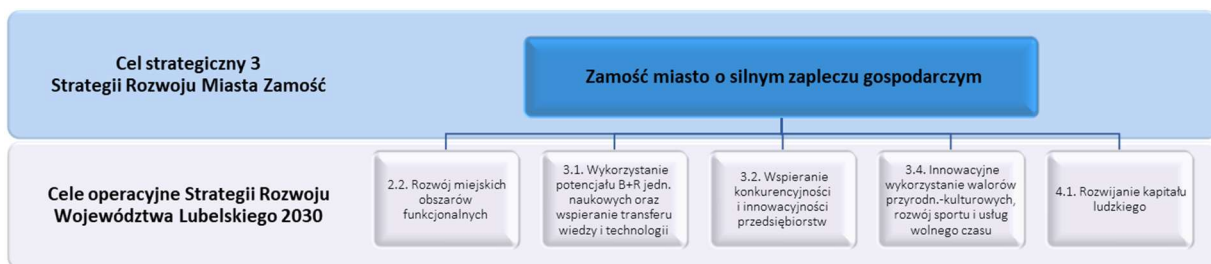 Cel strategiczny 3
Strategii Rozwoju Miasta Zamość
Zamość miasto o silnym zapleczu gospodarczym
Cele operacyjne Strategii Rozwoju
Województwa Lubelskiego 2030
2.2. Rozwój miejskich
obszarów
funkcjonalnych
3.1. Wykorzystanie
potencjału B+R jedn.
naukowych oraz
wspieranie transferu
wiedzy i technologii
3.2. Wspieranie
konkurencyjności
i innowacyjności
przedsiębiorstw
3.4. Innowacyjne
wykorzystanie walorów
przyrodn.-kulturowych,
rozwój sportu i usług
wolnego czasu
4.1. Rozwijanie kapitału
ludzkiego